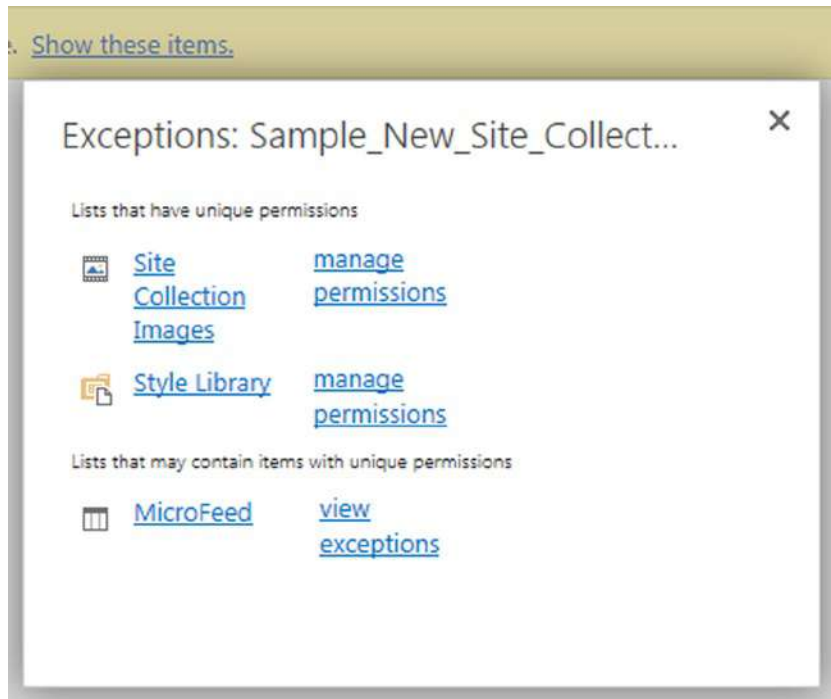 e. Show these items.
Exceptions: Sample_New_Site_Collect...
Lists that have unique permissions
Site
Collection
Images
manage
permissions
Style Library
manage
permissions
Lists that may contain items with unique permissions
MicroFeed
view
exceptions